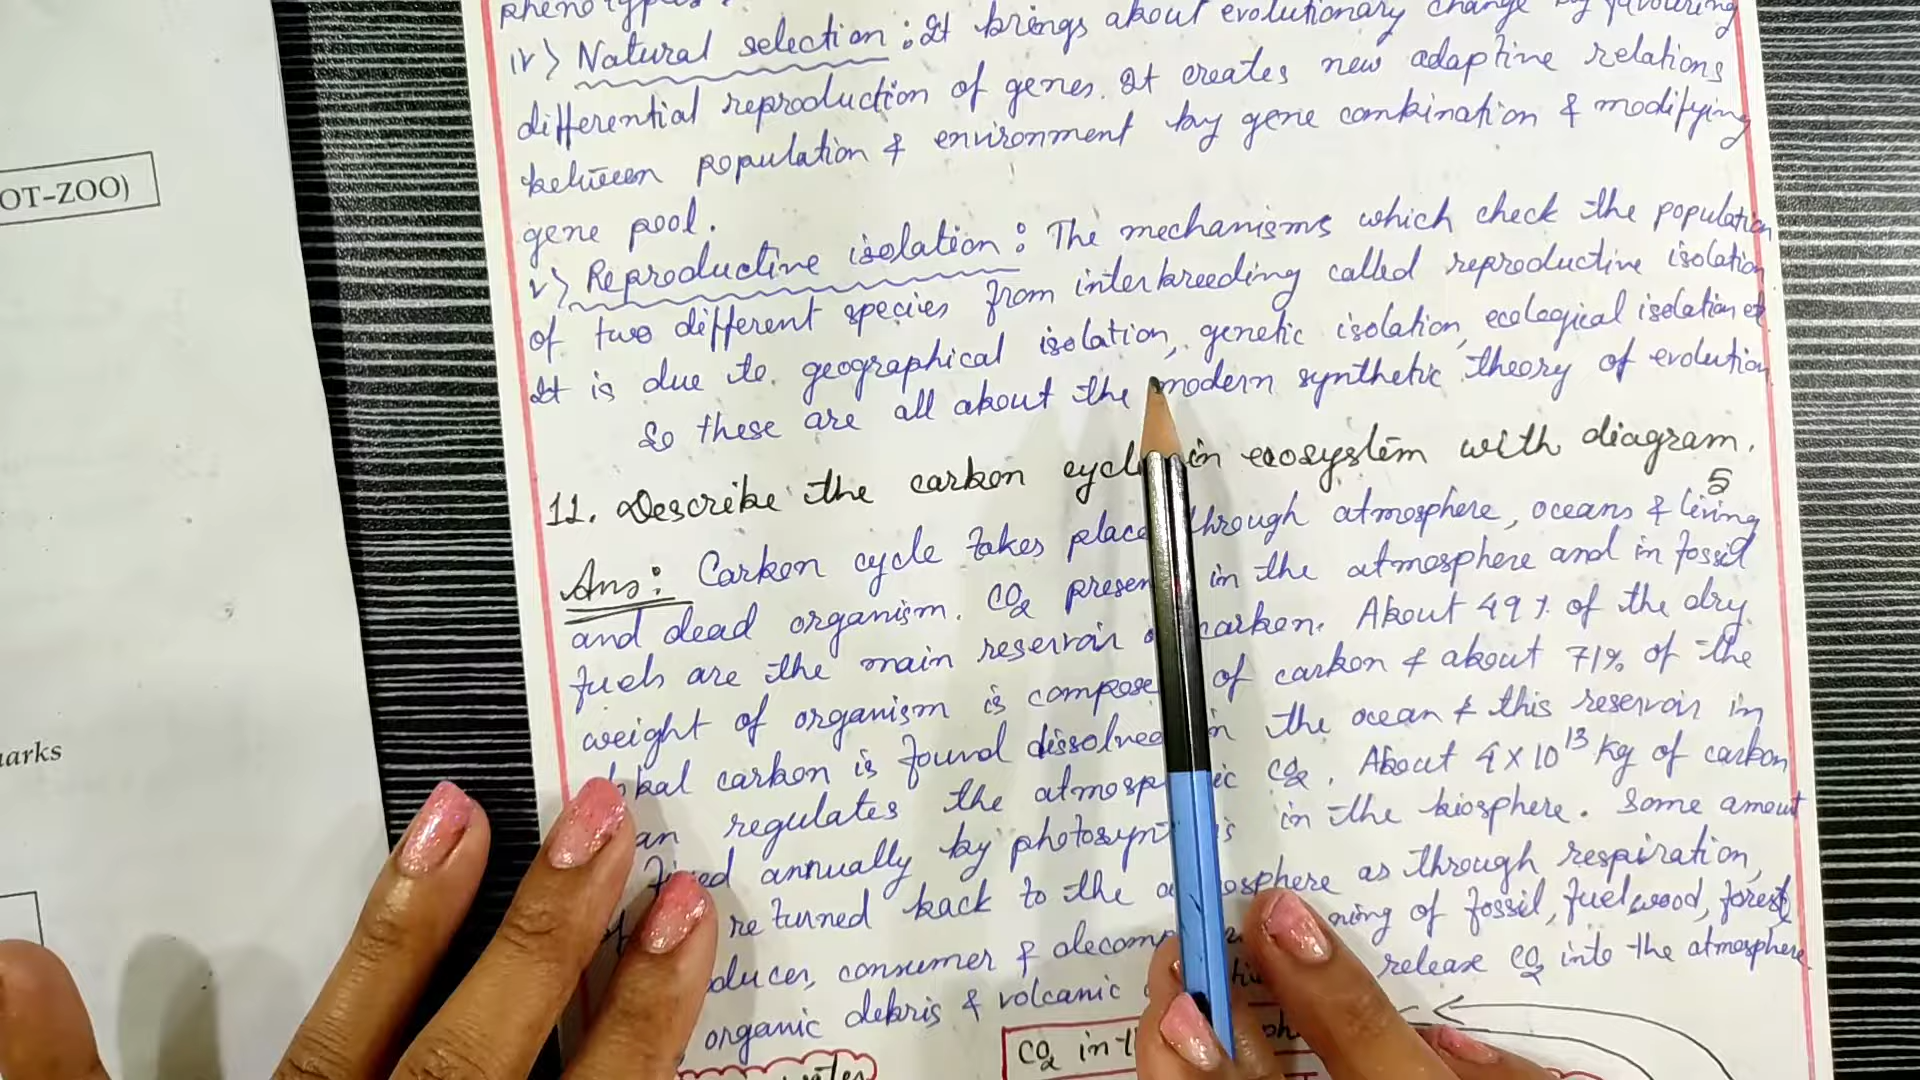 OT-ZOO)
arks
phenotypes.
iv> Natural selection: It brings about evolutionary change by favouring
differential reproduction of genes. It creates new adaptive relations
between population & environment by gene combination & modifying
gene pool.
v> Reproductive isolation: The mechanisms which check the population
of two different species from interbreeding called reproductive isolation
It is due to geographical isolation, genetic isolation, ecological isolation etc.
So these are all about the modern synthetic theory of evolution.
11. Describe the carbon cycle in ecosystem with diagram.
5
Ans: Carbon cycle takes place through atmosphere, oceans & living
and dead organism. CO2 present in the atmosphere and in fossil
fuels are the main reservoir of carbon. About 49% of the dry
weight of organism is composed of carbon & about 71% of the
carbon is found dissolved in the ocean & this reservoir in
regulates the atmospheric CO2. About 4x10^13 Kg of carbon
annually by photosynthesis in the biosphere. Some amount
returned back to the atmosphere as through respiration,
consumer & of fossil, fuel wood, forest
organic debris & volcanic release CO2 into the atmosphere.
CO2 in
water